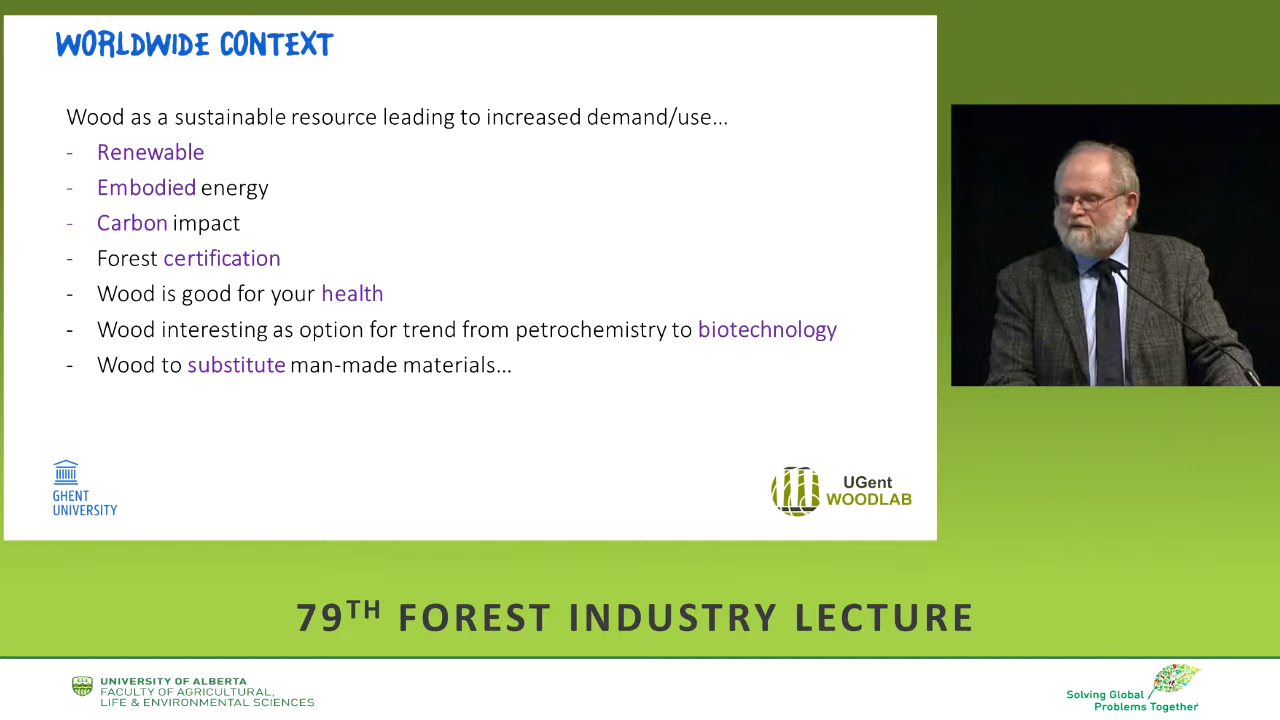 WORLDWIDE CONTEXT
Wood as a sustainable resource leading to increased demand/use...
- Renewable
- Embodied energy
- Carbon impact
- Forest certification
- Wood is good for your health
- Wood interesting as option for trend from petrochemistry to biotechnology
- Wood to substitute man-made materials...
GHENT
UNIVERSITY
UGent
WOODLAB
79TH FOREST INDUSTRY LECTURE
UNIVERSITY OF ALBERTA
FACULTY OF AGRICULTURAL,
LIFE & ENVIRONMENTAL SCIENCES
Solving Global
Problems Together